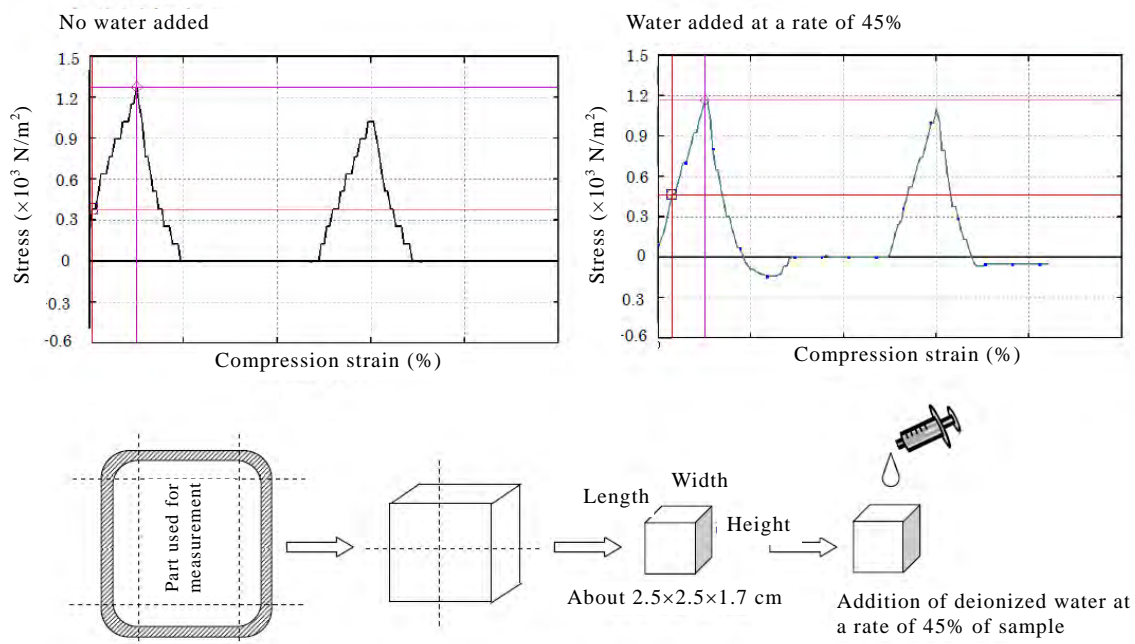 No water added
Water added at a rate of 45%
Stress (×10³ N/m²)
1.5
1.2
0.9
0.6
0.3
0
-0.3
-0.6
Compression strain (%)
Stress (×10³ N/m²)
1.5
1.2
0.9
0.6
0.3
0
0.3
-0.6
Compression strain (%)
Part used for
measurement
Length
Width
Height
About 2.5×2.5×1.7 cm
Addition of deionized water at
a rate of 45% of sample